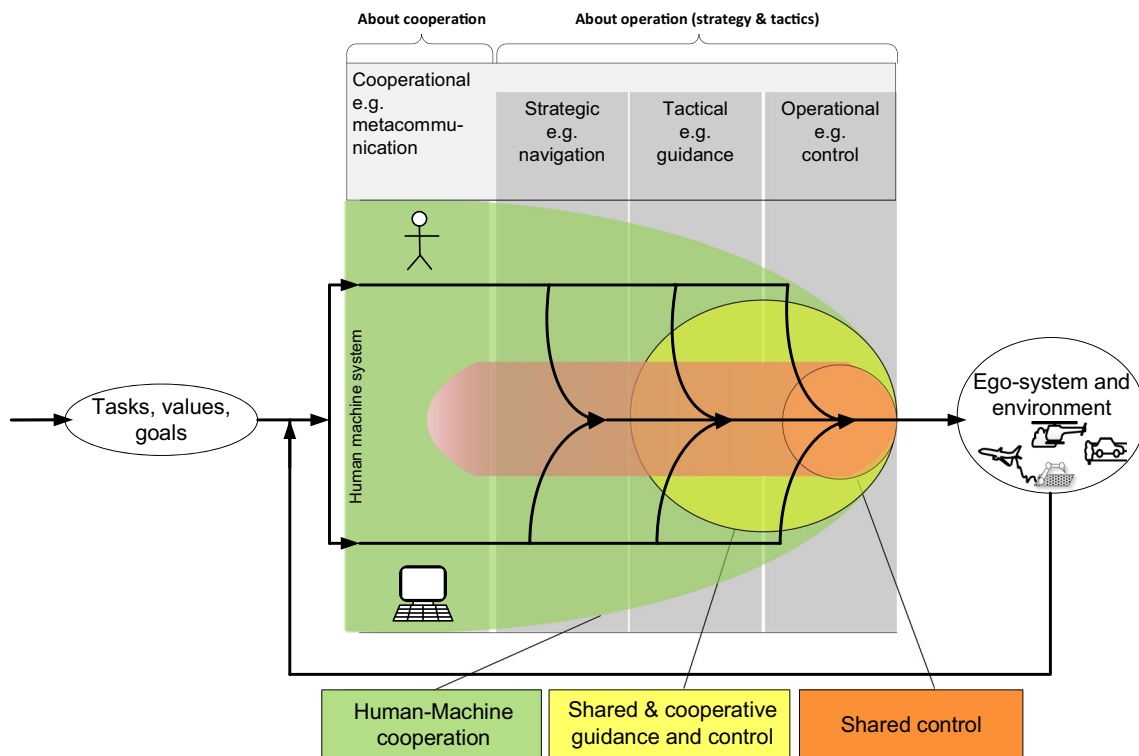 About cooperation
About operation (strategy & tactics)
Cooperational
e.g.
metacommu-
nication
Strategic
e.g.
navigation
Tactical
e.g.
guidance
Operational
e.g.
control
Human machine system
Tasks, values,
goals
Ego-system and
environment
Human-Machine
cooperation
Shared & cooperative
guidance and control
Shared control